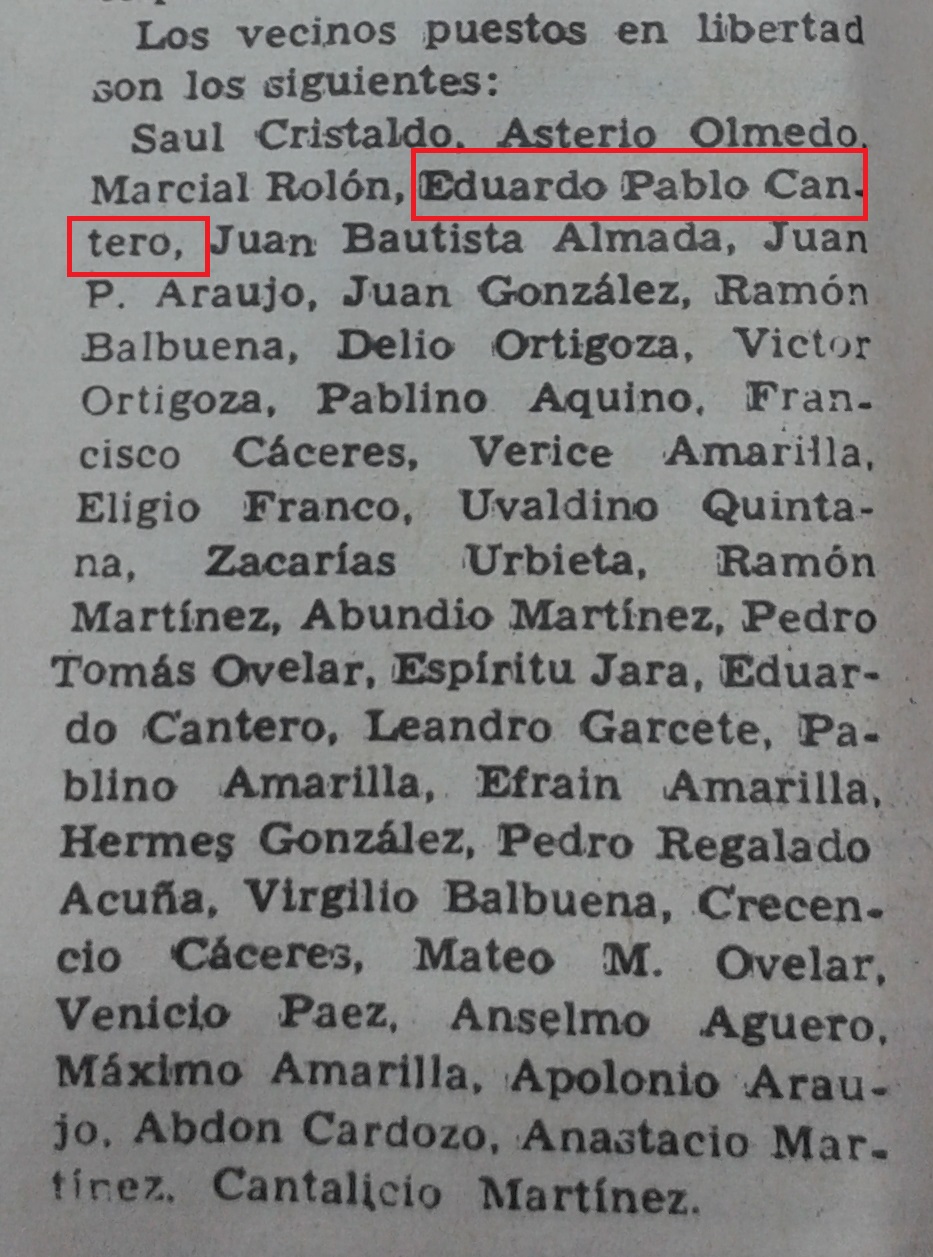 Los vecinos puestos en libertad
son los siguientes:
Saul Cristaldo, Asterio Olmedo,
Marcial Rolón, Eduardo Pablo Can-
tero, Juan Bautista Almada, Juan
P. Araujo, Juan González, Ramón
Balbuena, Delio Ortigoza, Victor
Ortigoza, Pablino Aquino, Fran-
cisco Cáceres, Verice Amarilla,
Eligio Franco, Uvaldino Quinta-
na, Zacarías Urbieta, Ramón
Martínez, Abundio Martínez, Pedro
Tomás Ovelar, Espíritu Jara, Eduar-
do Cantero, Leandro Garcete, Pa-
blino Amarilla, Efrain Amarilla,
Hermes González, Pedro Regalado
Acuña, Virgilio Balbuena, Crecen-
cio Cáceres, Mateo M. Ovelar,
Venicio Paez, Anselmo Aguero,
Máximo Amarilla, Apolonio Arau-
jo, Abdon Cardozo, Anastacio Mar-
tínez, Cantalicio Martínez.